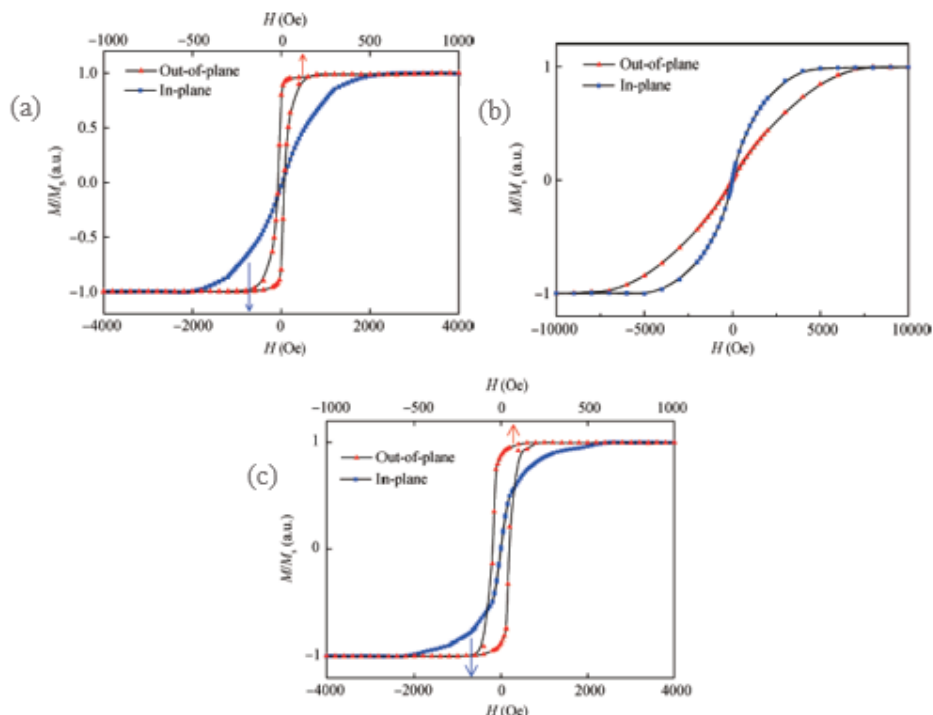 H (Oe)
−1000 −500 0 500 1000
(a)
Out-of-plane
In-plane
1.0
0.5
0.0
−0.5
−1.0
M/Ms (a.u.)
−4000 −2000 0 2000 4000
H (Oe)
(b)
Out-of-plane
In-plane
1
0
−1
M/Ms (a.u.)
−10000 −5000 0 5000 10000
H (Oe)
H (Oe)
−1000 −500 0 500 1000
(c)
Out-of-plane
In-plane
1
0
−1
M/Ms (a.u.)
−4000 −2000 0 2000 4000
H (Oe)